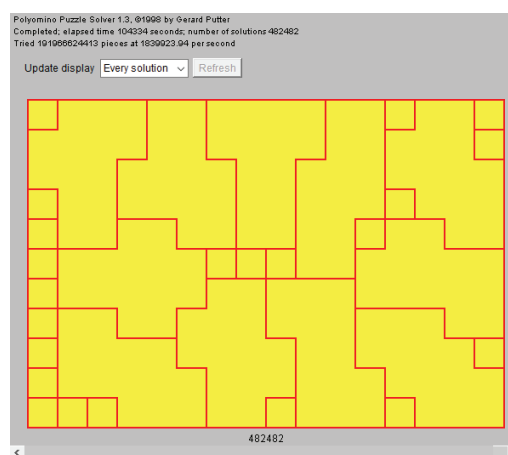 Polyomino Puzzle Solver 1.3, ©1998 by Gerard Putter
Completed; elapsed time 104334 seconds; number of solutions 482482
Tried 191966624413 pieces at 1839923.94 per second
Update display Every solution Refresh
482482